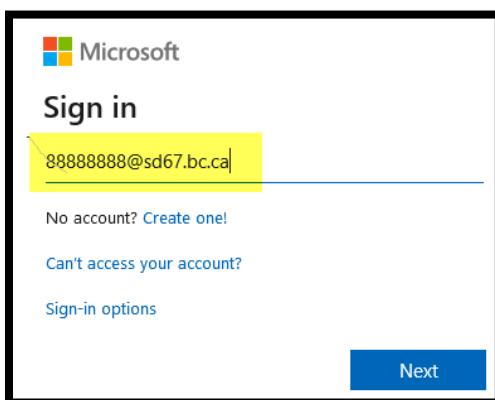 Microsoft
Sign in
88888888@sd67.bc.ca
No account? Create one!
Can't access your account?
Sign-in options
Next